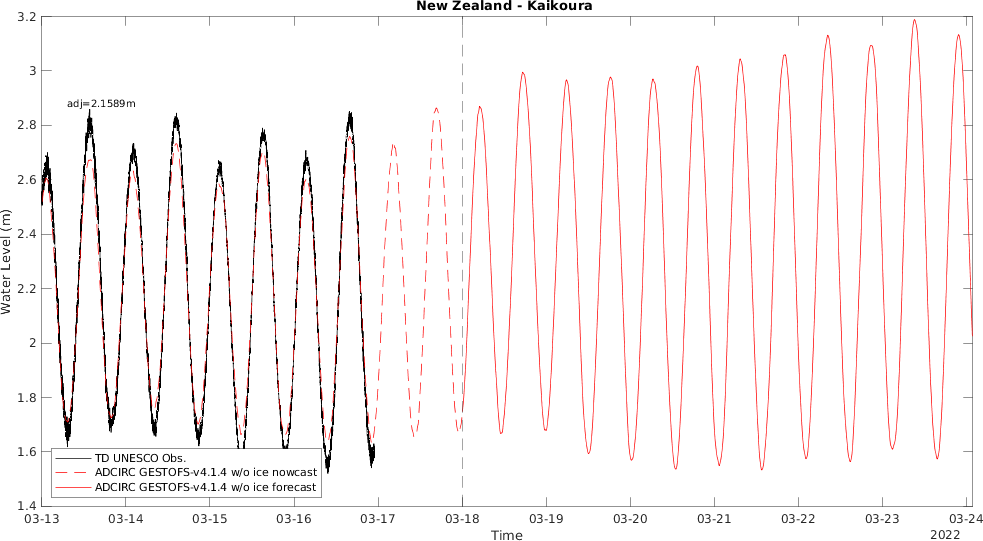 New Zealand - Kaikoura
3.2
3
2.8
2.6
2.4
2.2
2
1.8
1.6
1.4
Water Level (m)
adj=2.1589m
TD UNESCO Obs.
ADCIRC GESTOFS-v4.1.4 w/o ice nowcast
ADCIRC GESTOFS-v4.1.4 w/o ice forecast
03-13 03-14 03-15 03-16 03-17 03-18 03-19 03-20 03-21 03-22 03-23 03-24
Time
2022